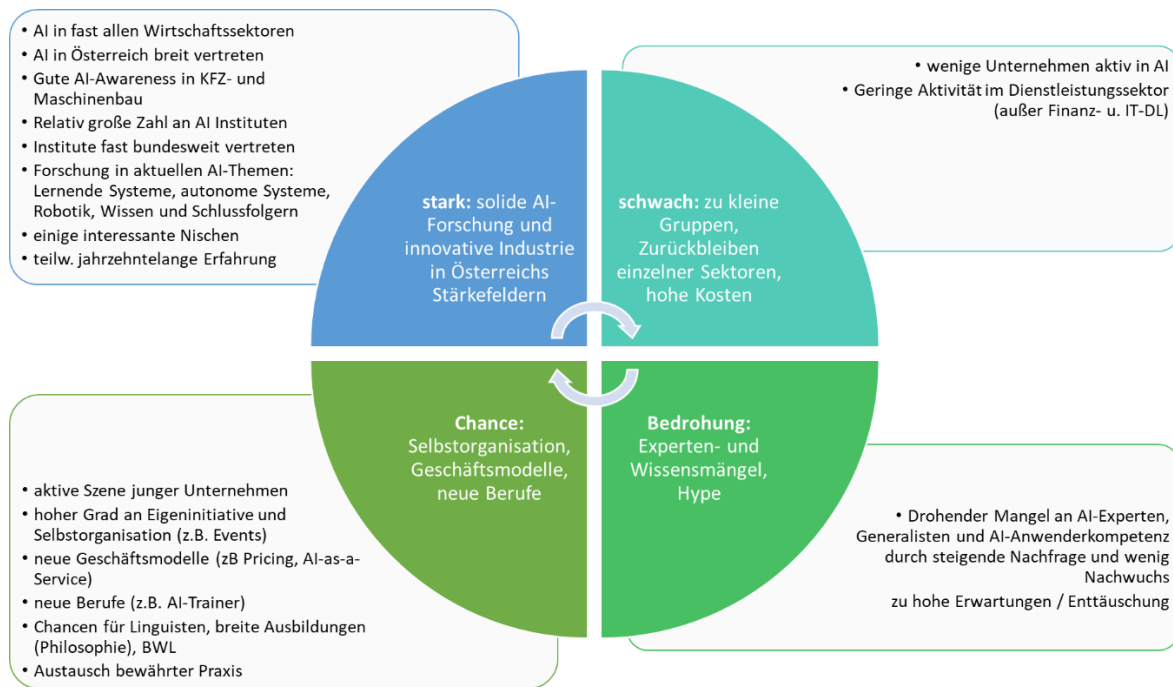 • AI in fast allen Wirtschaftssektoren
• AI in Österreich breit vertreten
• Gute AI-Awareness in KFZ- und
Maschinenbau
• Relativ große Zahl an AI Instituten
• Institute fast bundesweit vertreten
• Forschung in aktuellen AI-Themen:
Lernende Systeme, autonome Systeme,
Robotik, Wissen und Schlussfolgern
• einige interessante Nischen
• teilw. jahrzehntelange Erfahrung
• wenige Unternehmen aktiv in AI
• Geringe Aktivität im Dienstleistungssektor
(außer Finanz- u. IT-DL)
stark: solide AI-
Forschung und
innovative Industrie
in Österreichs
Stärkefeldern
schwach: zu kleine
Gruppen,
Zurückbleiben
einzelner Sektoren,
hohe Kosten
Chance:
Selbstorganisation,
Geschäftsmodelle,
neue Berufe
Bedrohung:
Experten- und
Wissensmängel,
Hype
• aktive Szene junger Unternehmen
• hoher Grad an Eigeninitiative und
Selbstorganisation (z.B. Events)
• neue Geschäftsmodelle (zB Pricing, AI-as-a-
Service)
• neue Berufe (z.B. AI-Trainer)
• Chancen für Linguisten, breite Ausbildungen
(Philosophie), BWL
• Austausch bewährter Praxis
• Drohender Mangel an AI-Experten,
Generalisten und AI-Anwenderkompetenz
durch steigende Nachfrage und wenig
Nachwuchs
zu hohe Erwartungen / Enttäuschung